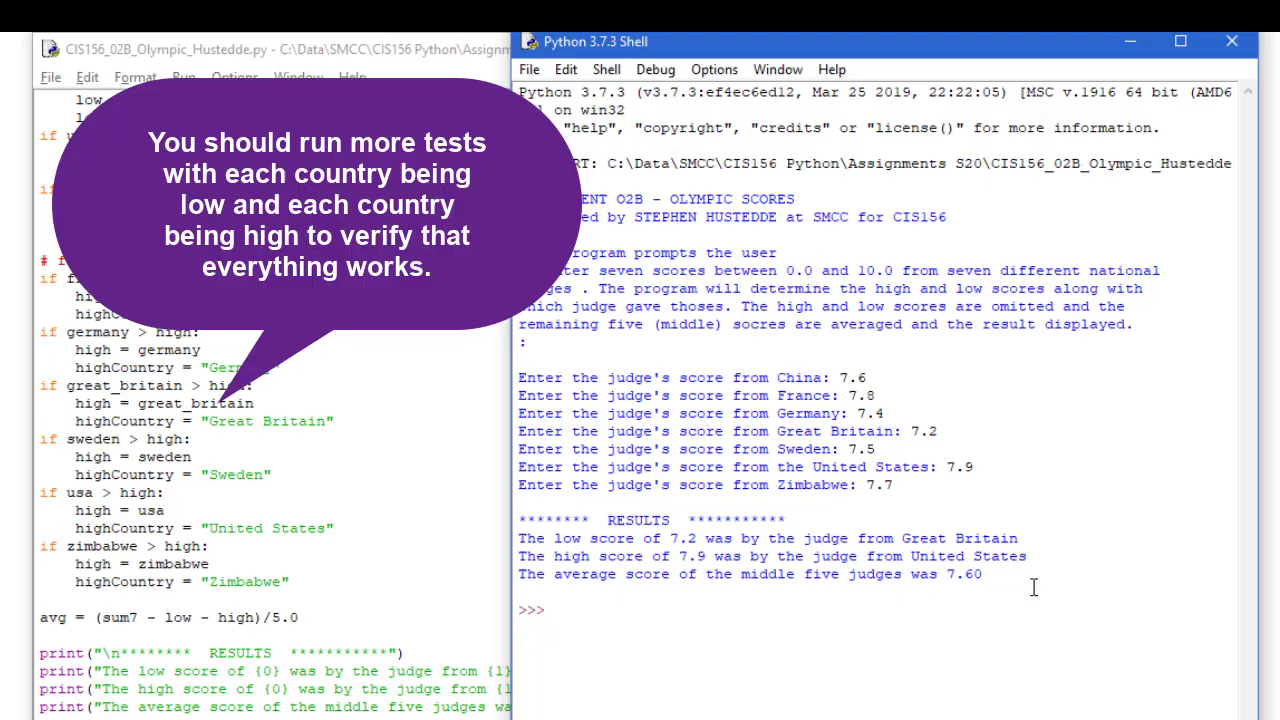 CIS156_02B_Olympic_Hustedde.py - C:\Data\SMCC\CIS156 Python\Assignm
File Edit Format Run Options Window Help
low
if
You should run more tests
with each country being
low and each country
being high to verify that
everything works.
if
# f
if f
high
if germany > high:
high = germany
highCountry = "Ger
if great_britain > high:
high = great_britain
highCountry = "Great Britain"
if sweden > high:
high = sweden
highCountry = "Sweden"
if usa > high:
high = usa
highCountry = "United States"
if zimbabwe > high:
high = zimbabwe
highCountry = "Zimbabwe"
avg = (sum7 - low - high)/5.0
print("\n******** RESULTS ***********")
print("The low score of {0} was by the judge from {1}
print("The high score of {0} was by the judge from {1
print("The average score of the middle five judges wa
Python 3.7.3 Shell
File Edit Shell Debug Options Window Help
Python 3.7.3 (v3.7.3:ef4ec6ed12, Mar 25 2019, 22:22:05) [MSC v.1916 64 bit (AMD6
on win32
"help", "copyright", "credits" or "license()" for more information.
RT: C:\Data\SMCC\CIS156 Python\Assignments S20\CIS156_02B_Olympic_Hustedde
ENT O2B - OLYMPIC SCORES
ed by STEPHEN HUSTEDDE at SMCC for CIS156
rogram prompts the user
ter seven scores between 0.0 and 10.0 from seven different national
ges . The program will determine the high and low scores along with
which judge gave thoses. The high and low scores are omitted and the
remaining five (middle) socres are averaged and the result displayed.
:
Enter the judge's score from China: 7.6
Enter the judge's score from France: 7.8
Enter the judge's score from Germany: 7.4
Enter the judge's score from Great Britain: 7.2
Enter the judge's score from Sweden: 7.5
Enter the judge's score from the United States: 7.9
Enter the judge's score from Zimbabwe: 7.7
******** RESULTS ***********
The low score of 7.2 was by the judge from Great Britain
The high score of 7.9 was by the judge from United States
The average score of the middle five judges was 7.60
>>>